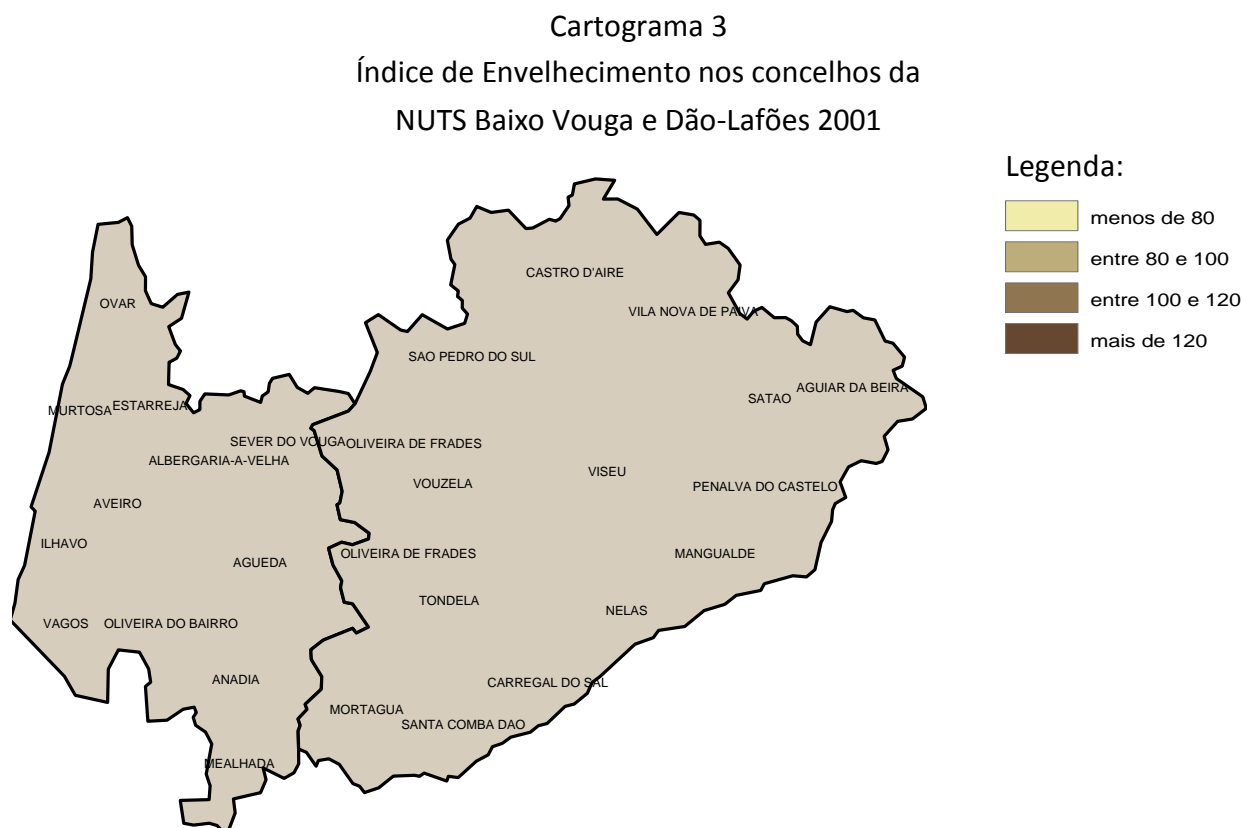 Cartograma 3
Índice de Envelhecimento nos concelhos da
NUTS Baixo Vouga e Dão-Lafões 2001
Legenda:
menos de 80
entre 80 e 100
entre 100 e 120
mais de 120
CASTRO D'AIRE
OVAR
VILA NOVA DE PAIVA
SAO PEDRO DO SUL
AGUIAR DA BEIRA
SATAO
MURTOSA
ESTARREJA
SEVER DO VOUGA
OLIVEIRA DE FRADES
ALBERGARIA-A-VELHA
VISEU
VOUZELA
PENALVA DO CASTELO
AVEIRO
ILHAVO
OLIVEIRA DE FRADES
MANGUALDE
AGUEDA
TONDELA
NELAS
VAGOS
OLIVEIRA DO BAIRRO
ANADIA
CARREGAL DO SAL
MORTAGUA
SANTA COMBA DAO
MEALHADA